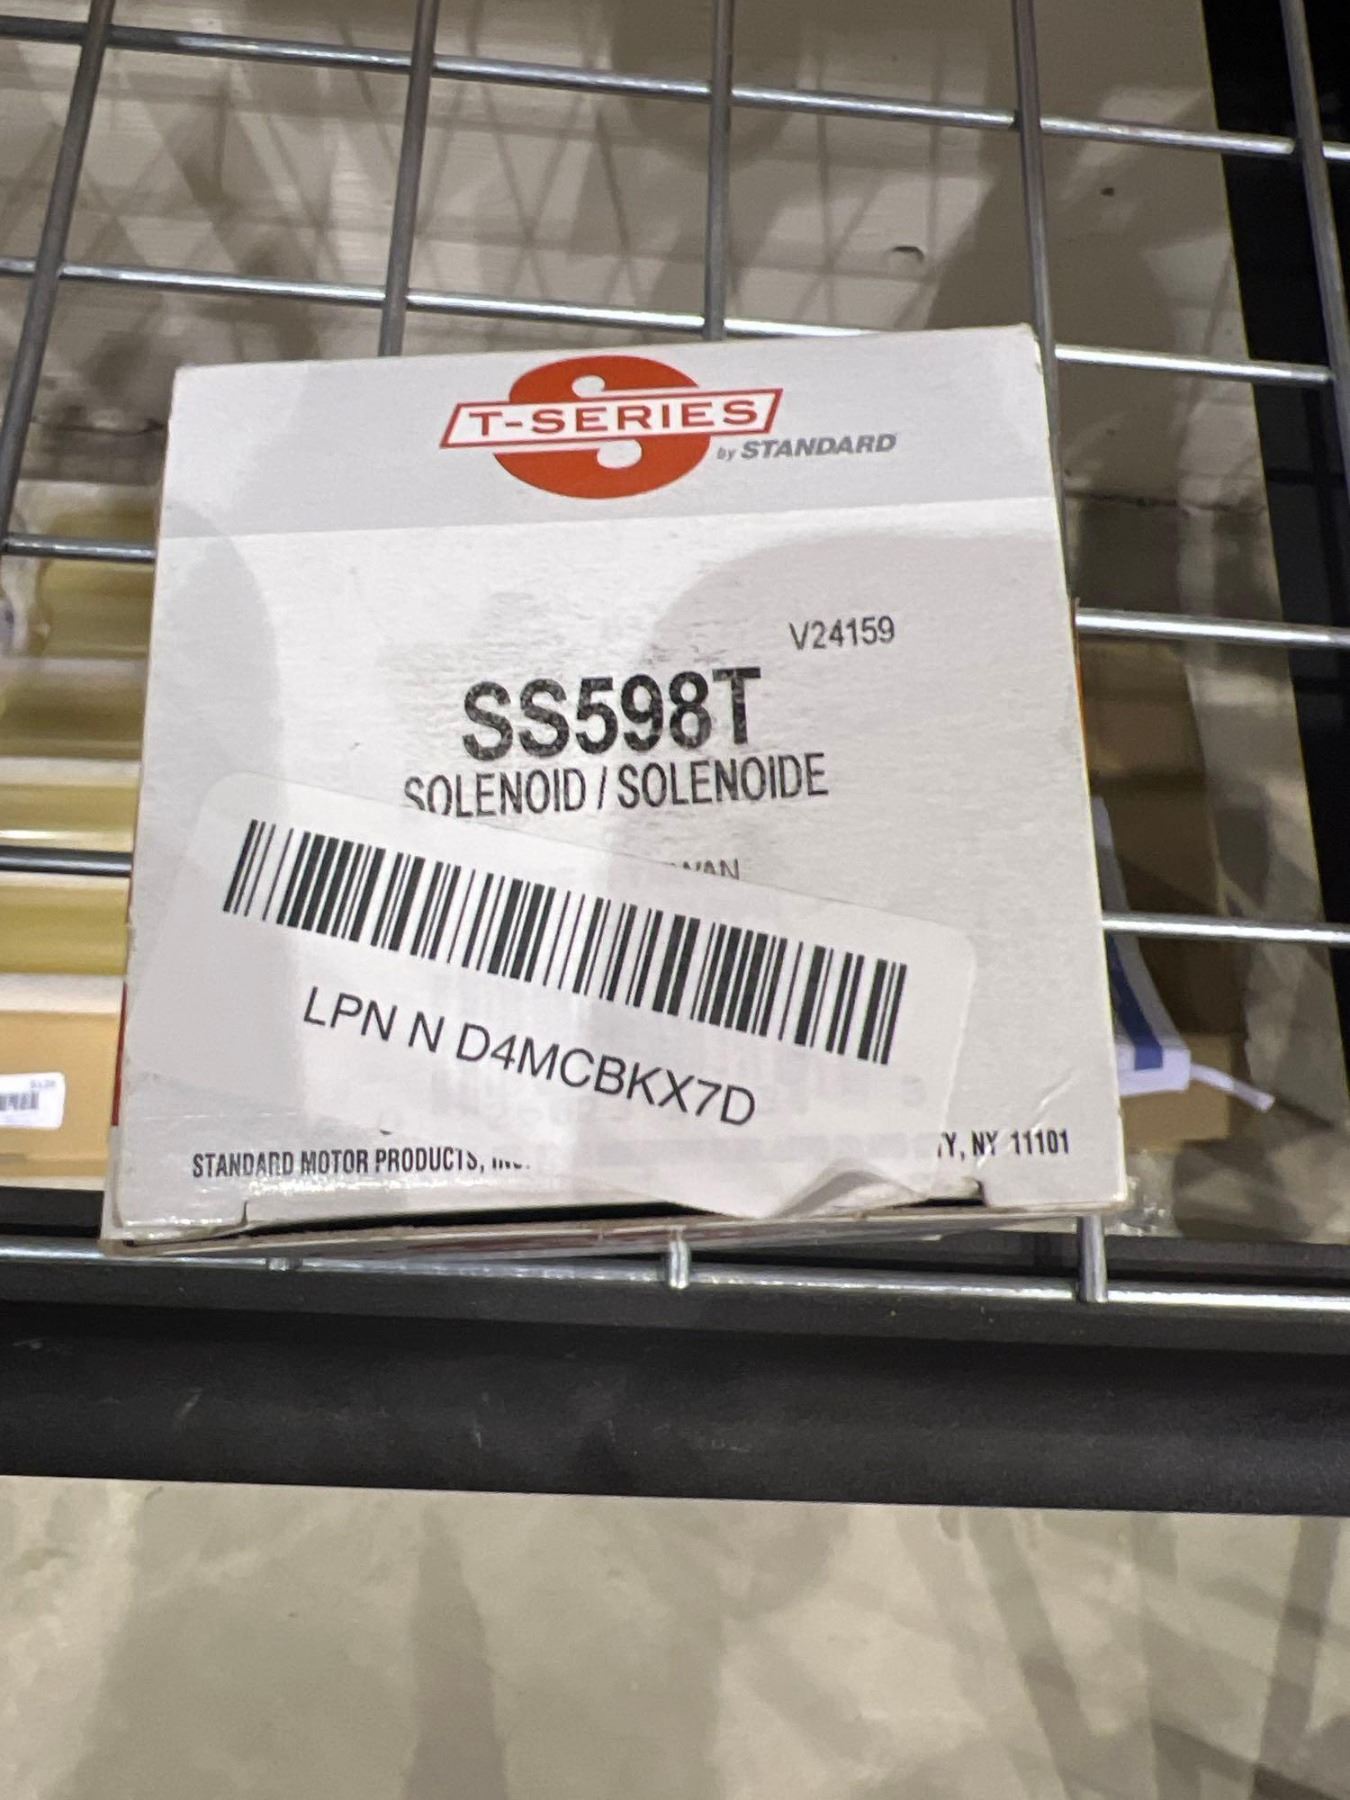 T-SERIES
by STANDARD
V24159
SS598T
SOLENOID / SOLENOIDE
LPN N D4MCBKX7D
STANDARD MOTOR PRODUCTS,
NY 11101